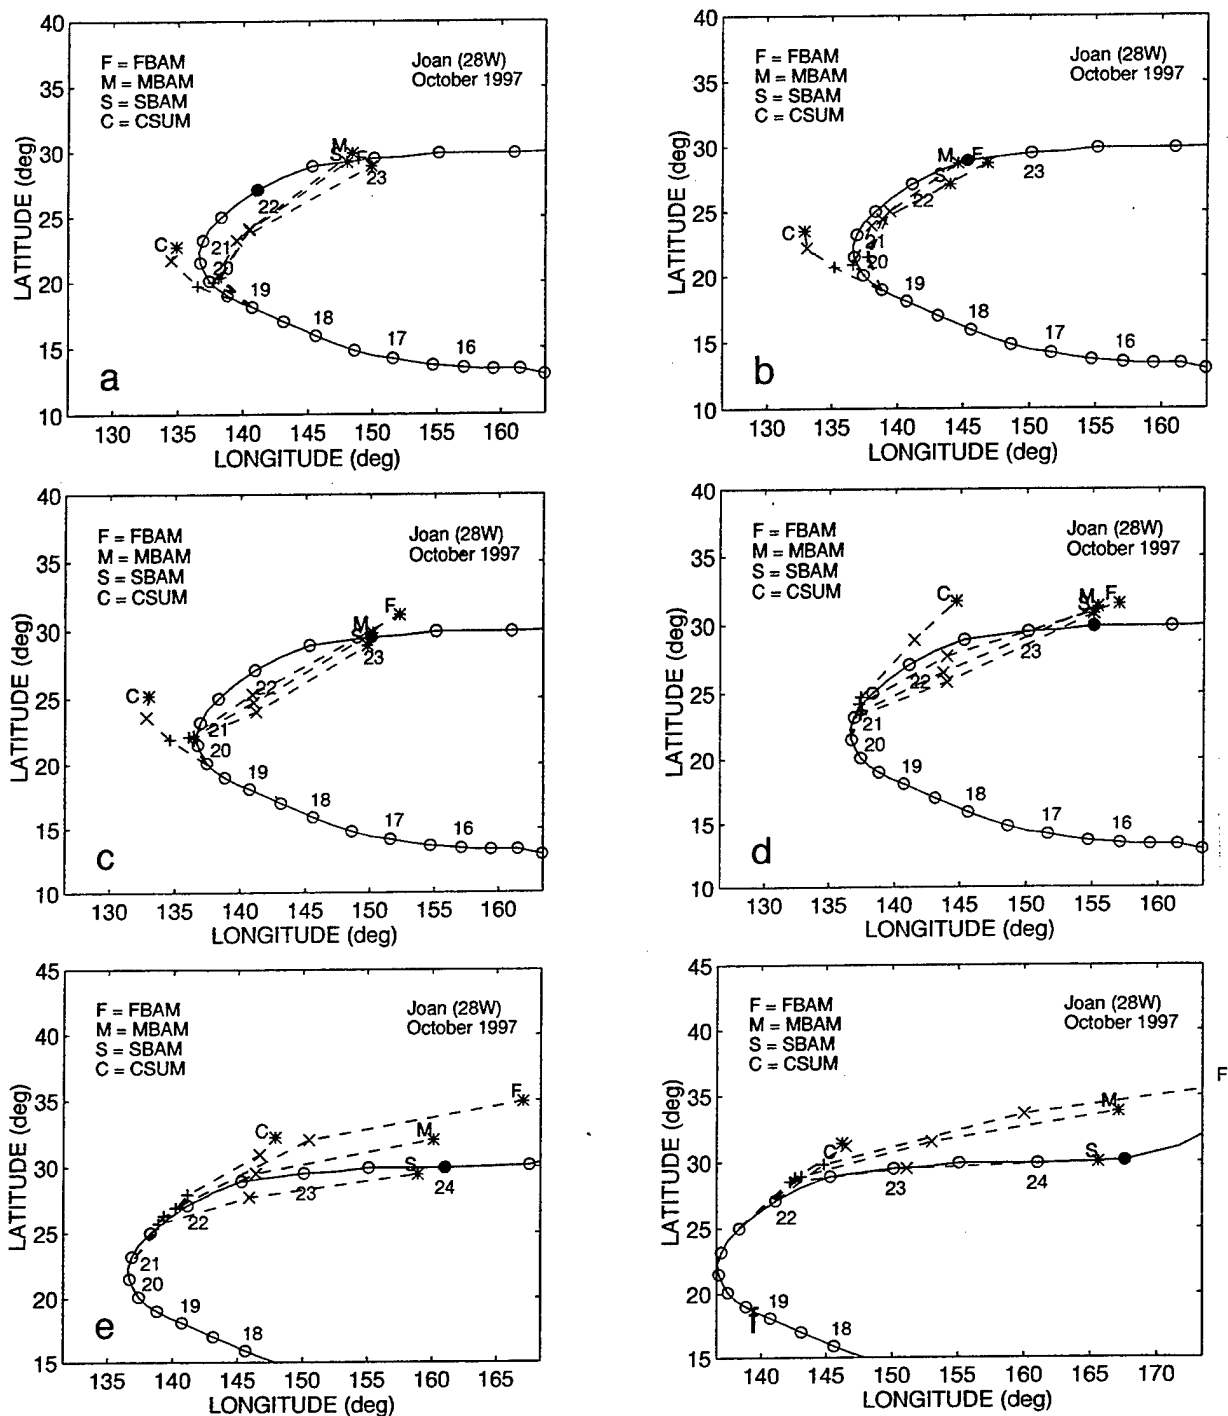 40
35
30
25
20
15
10
LATITUDE (deg)
F = FBAM
M = MBAM
S = SBAM
C = CSUM
Joan (28W)
October 1997
M
S
23
22
C
21
20
19
18
17
16
a
130 135 140 145 150 155 160
LONGITUDE (deg)
40
35
30
25
20
15
10
LATITUDE (deg)
F = FBAM
M = MBAM
S = SBAM
C = CSUM
Joan (28W)
October 1997
M F
S
23
22
C
21
20
19
18
17
16
b
130 135 140 145 150 155 160
LONGITUDE (deg)
40
35
30
25
20
15
10
LATITUDE (deg)
F = FBAM
M = MBAM
S = SBAM
C = CSUM
Joan (28W)
October 1997
F
M
S
23
22
C
21
20
19
18
17
16
c
130 135 140 145 150 155 160
LONGITUDE (deg)
40
35
30
25
20
15
10
LATITUDE (deg)
F = FBAM
M = MBAM
S = SBAM
C = CSUM
Joan (28W)
October 1997
C
M F
S
23
22
21
20
19
18
17
16
d
130 135 140 145 150 155 160
LONGITUDE (deg)
45
40
35
30
25
20
15
LATITUDE (deg)
F = FBAM
M = MBAM
S = SBAM
C = CSUM
Joan (28W)
October 1997
F
C
M
S
24
23
22
21
20
19
18
e
135 140 145 150 155 160 165
LONGITUDE (deg)
45
40
35
30
25
20
15
LATITUDE (deg)
F = FBAM
M = MBAM
S = SBAM
C = CSUM
Joan (28W)
October 1997
F
M
C
S
24
23
22
19
18
f
140 145 150 155 160 165 170
LONGITUDE (deg)